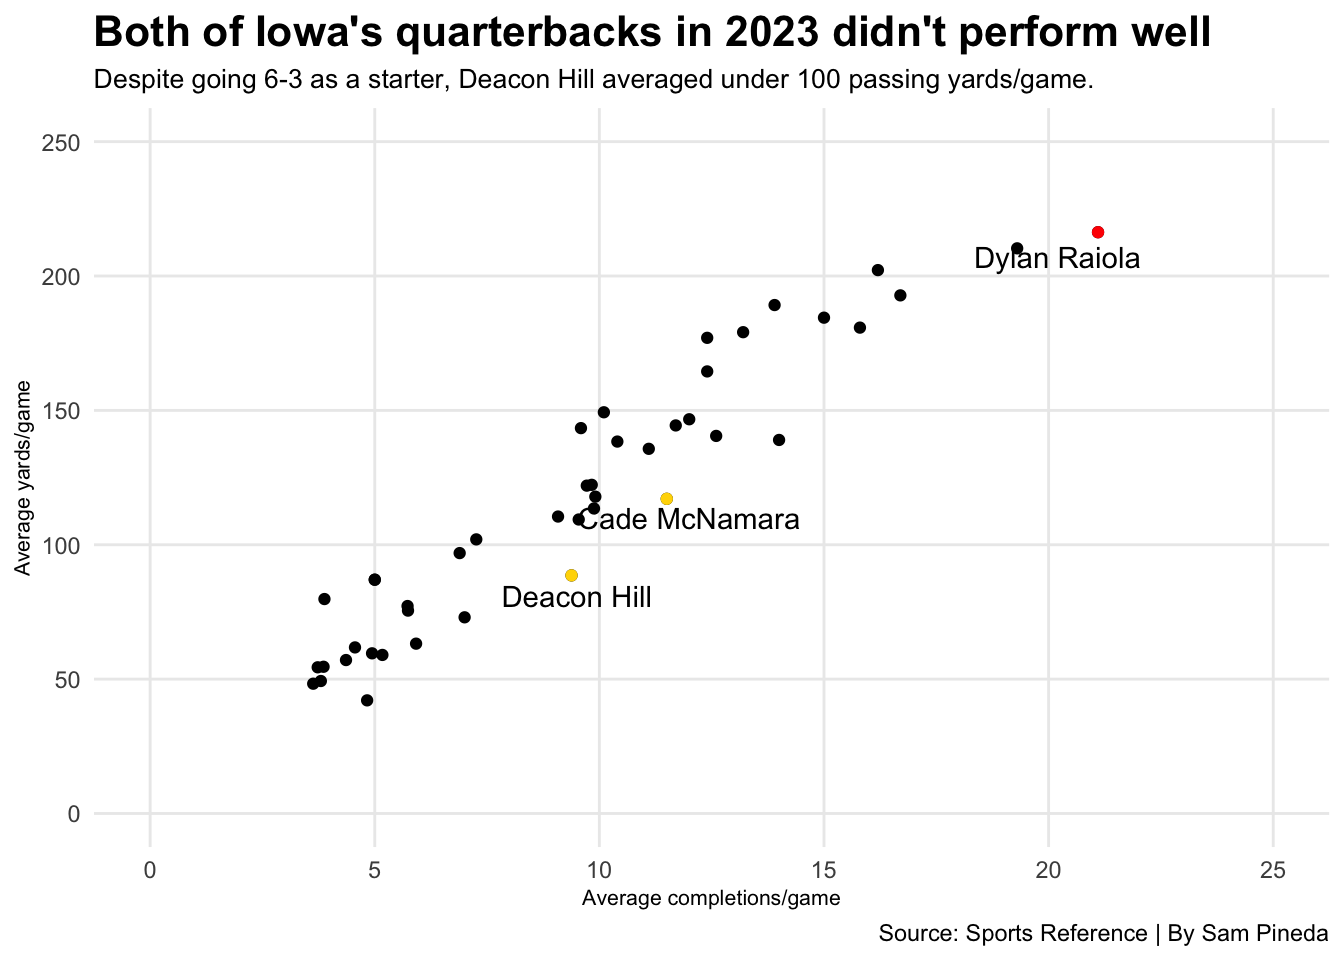 Both of Iowa's quarterbacks in 2023 didn't perform well
Despite going 6-3 as a starter, Deacon Hill averaged under 100 passing yards/game.
250
200
150
100
50
0
Average yards/game
Dylan Raiola
Cade McNamara
Deacon Hill
0 5 10 15 20 25
Average completions/game
Source: Sports Reference | By Sam Pineda